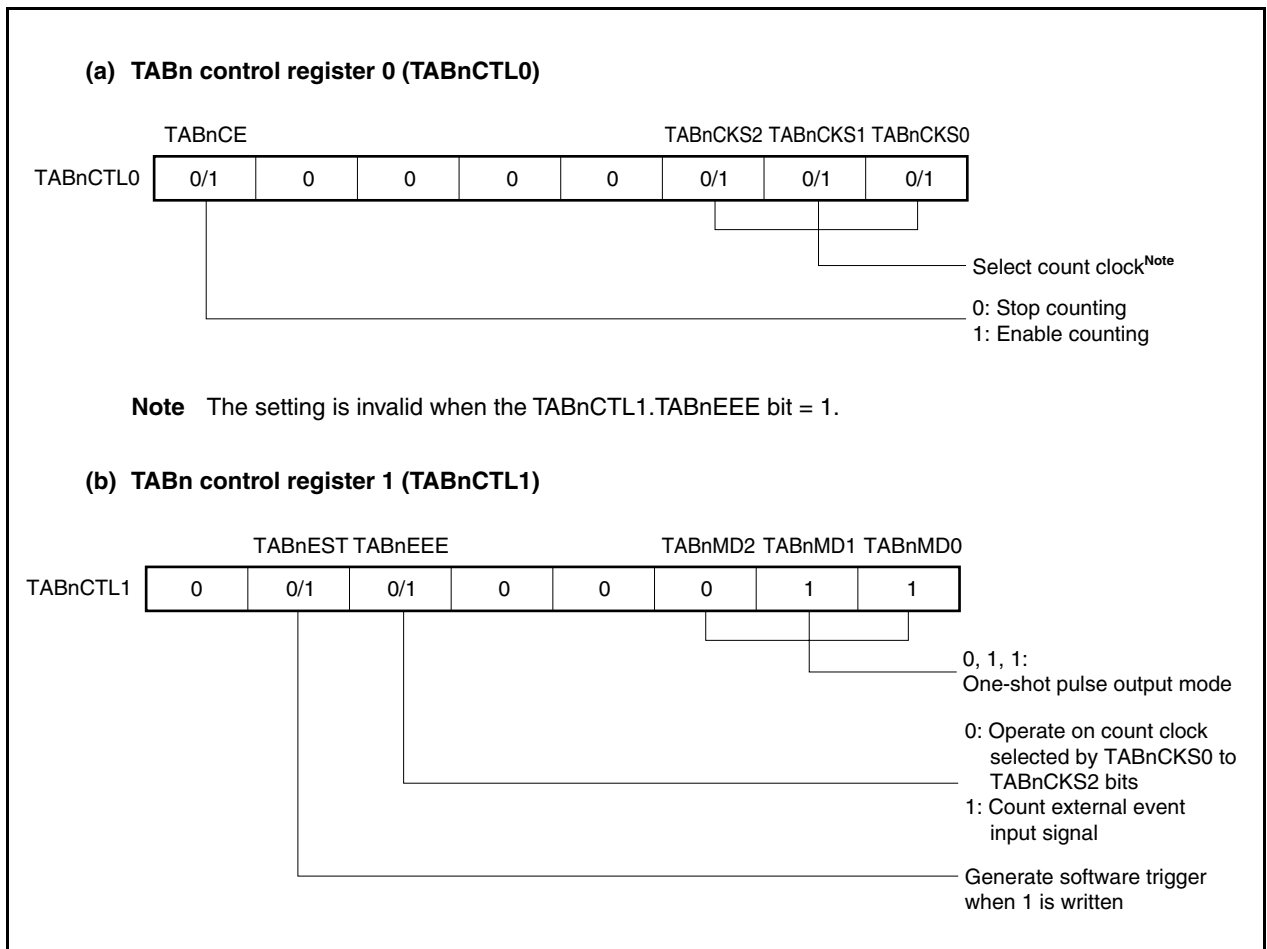 (a) TABn control register 0 (TABnCTL0)
TABnCE TABnCKS2 TABnCKS1 TABnCKS0
TABnCTL0 0/1 0 0 0 0 0/1 0/1 0/1
Select count clockNote
0: Stop counting
1: Enable counting
Note The setting is invalid when the TABnCTL1.TABnEEE bit = 1.
(b) TABn control register 1 (TABnCTL1)
TABnEST TABnEEE TABnMD2 TABnMD1 TABnMD0
TABnCTL1 0 0/1 0/1 0 0 0 1 1
0, 1, 1:
One-shot pulse output mode
0: Operate on count clock
selected by TABnCKS0 to
TABnCKS2 bits
1: Count external event
input signal
Generate software trigger
when 1 is written